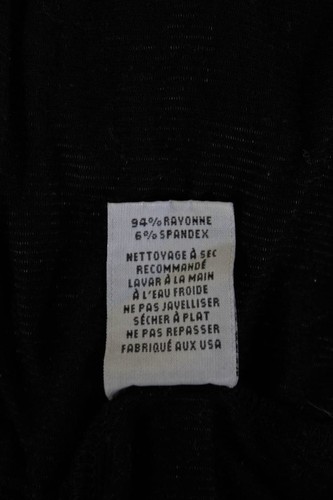 94% RAYONNE
6% SPANDEX
NETTOYAGE À SEC
RECOMMANDÉ
LAVAR À LA MAIN
À L'EAU FROIDE
NE PAS JAVELLISER
SÉCHER À PLAT
NE PAS REPASSER
FABRIQUÉ AUX USA